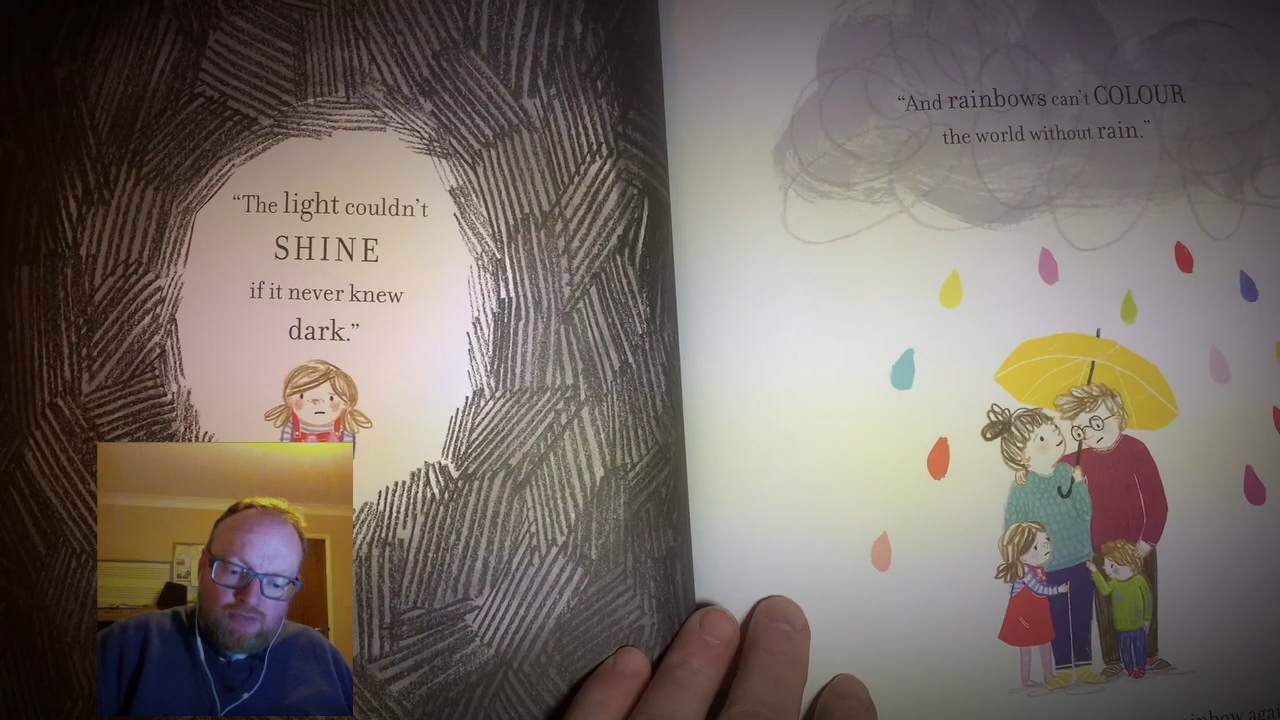 “The light couldn’t
SHINE
if it never knew
dark.”
“And rainbows can’t COLOUR
the world without rain.”